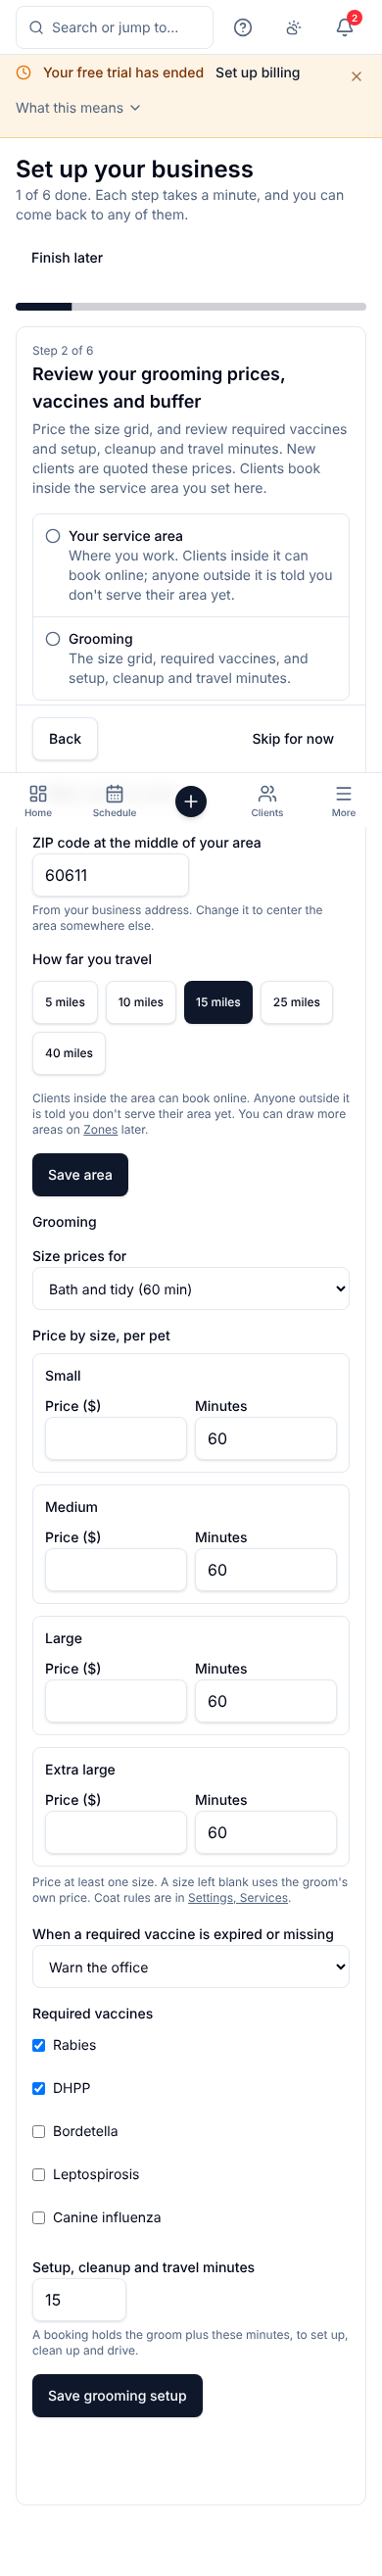 Search or jump to...
2
Your free trial has ended Set up billing
What this means
Set up your business
1 of 6 done. Each step takes a minute, and you
can come back to any of them.
Finish later
Step 2 of 6
Review your grooming prices,
vaccines and buffer
Price the size grid, and review required vaccines
and setup, cleanup and travel minutes. New
clients are quoted these prices. Clients book
inside the service area you set here.
Your service area
Where you work. Clients inside it can
book online; anyone outside it is told you
don't serve their area yet.
Grooming
The size grid, required vaccines, and
setup, cleanup and travel minutes.
Back Skip for now
Home Schedule Clients More
ZIP code at the middle of your area
60611
From your business address. Change it to center the
area somewhere else.
How far you travel
5 miles 10 miles 15 miles 25 miles
40 miles
Clients inside the area can book online. Anyone outside it
is told you don't serve their area yet. You can draw more
areas on Zones later.
Save area
Grooming
Size prices for
Bath and tidy (60 min)
Price by size, per pet
Small
Price ($) Minutes
60
Medium
Price ($) Minutes
60
Large
Price ($) Minutes
60
Extra large
Price ($) Minutes
60
Price at least one size. A size left blank uses the groom's
own price. Coat rules are in Settings, Services.
When a required vaccine is expired or missing
Warn the office
Required vaccines
Rabies
DHPP
Bordetella
Leptospirosis
Canine influenza
Setup, cleanup and travel minutes
15
A booking holds the groom plus these minutes, to set up,
clean up and drive.
Save grooming setup